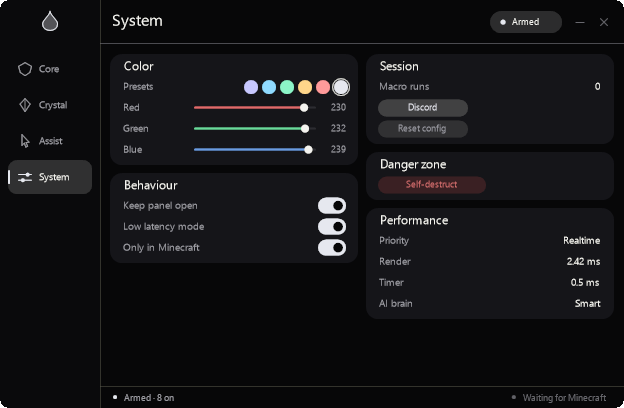 System
Armed
Core
Crystal
Assist
System
Color
Presets
Red 230
Green 232
Blue 239
Behaviour
Keep panel open
Low latency mode
Only in Minecraft
Session
Macro runs 0
Discord
Reset config
Danger zone
Self-destruct
Performance
Priority Realtime
Render 2.42 ms
Timer 0.5 ms
AI brain Smart
Armed · 8 on
Waiting for Minecraft